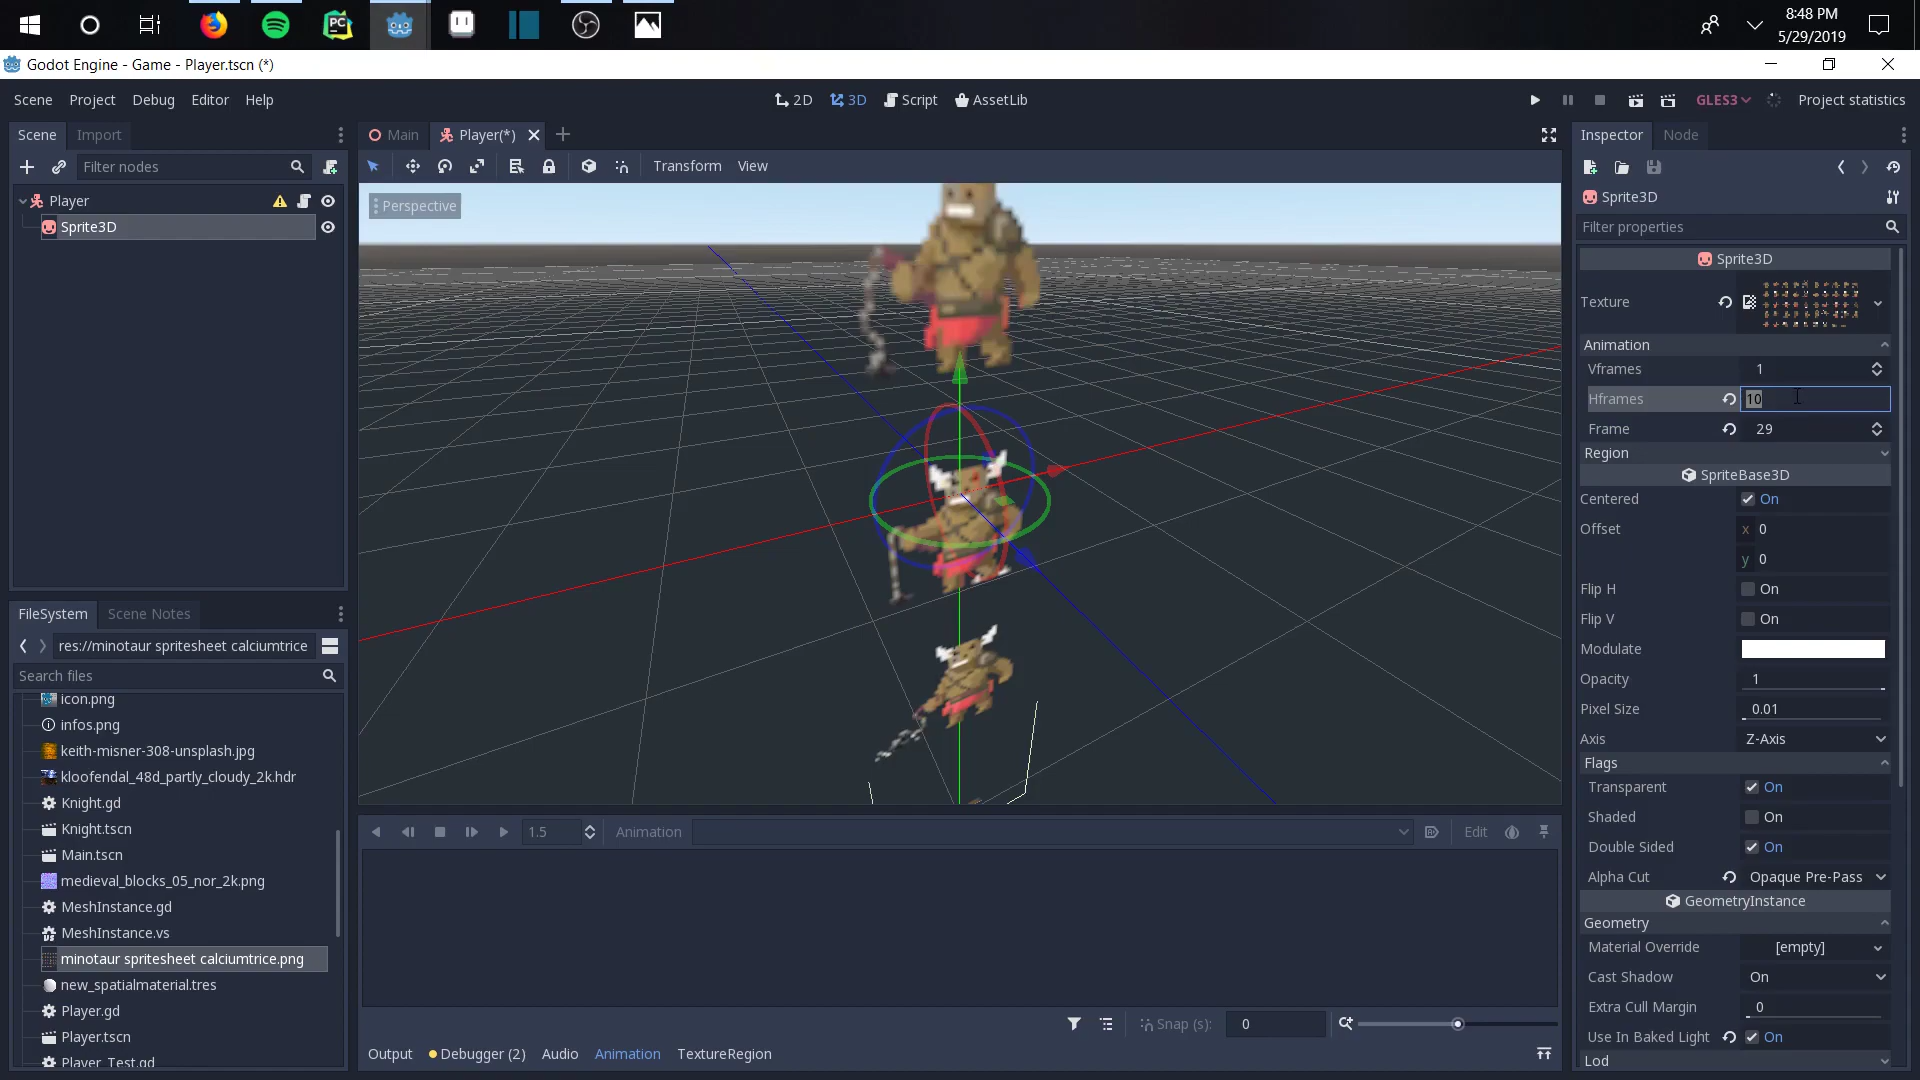 8:48 PM
5/29/2019
PC
Godot Engine - Game - Player.tscn (*)
Scene Project Debug Editor Help
2D 3D Script AssetLib
GLES3 Project statistics
Scene Import
Main Player(*)
Inspector Node
Filter nodes
Transform View
Player
Sprite3D
Perspective
Sprite3D
Filter properties
Sprite3D
Texture
Animation
Vframes 1
Hframes 10
Frame 29
Region
SpriteBase3D
Centered On
Offset x 0
y 0
Flip H On
Flip V On
Modulate
Opacity 1
Pixel Size 0.01
Axis Z-Axis
Flags
Transparent On
Shaded On
Double Sided On
Alpha Cut Opaque Pre-Pass
GeometryInstance
Geometry
Material Override [empty]
Cast Shadow On
Extra Cull Margin 0
Use In Baked Light On
Lod
FileSystem Scene Notes
res://minotaur spritesheet calciumtrice
Search files
icon.png
infos.png
keith-misner-308-unsplash.jpg
kloofendal_48d_partly_cloudy_2k.hdr
Knight.gd
Knight.tscn
Main.tscn
medieval_blocks_05_nor_2k.png
MeshInstance.gd
MeshInstance.vs
minotaur spritesheet calciumtrice.png
new_spatialmaterial.tres
Player.gd
Player.tscn
Player_Test.gd
1.5 Animation Edit
Snap (s): 0
Output Debugger (2) Audio Animation TextureRegion